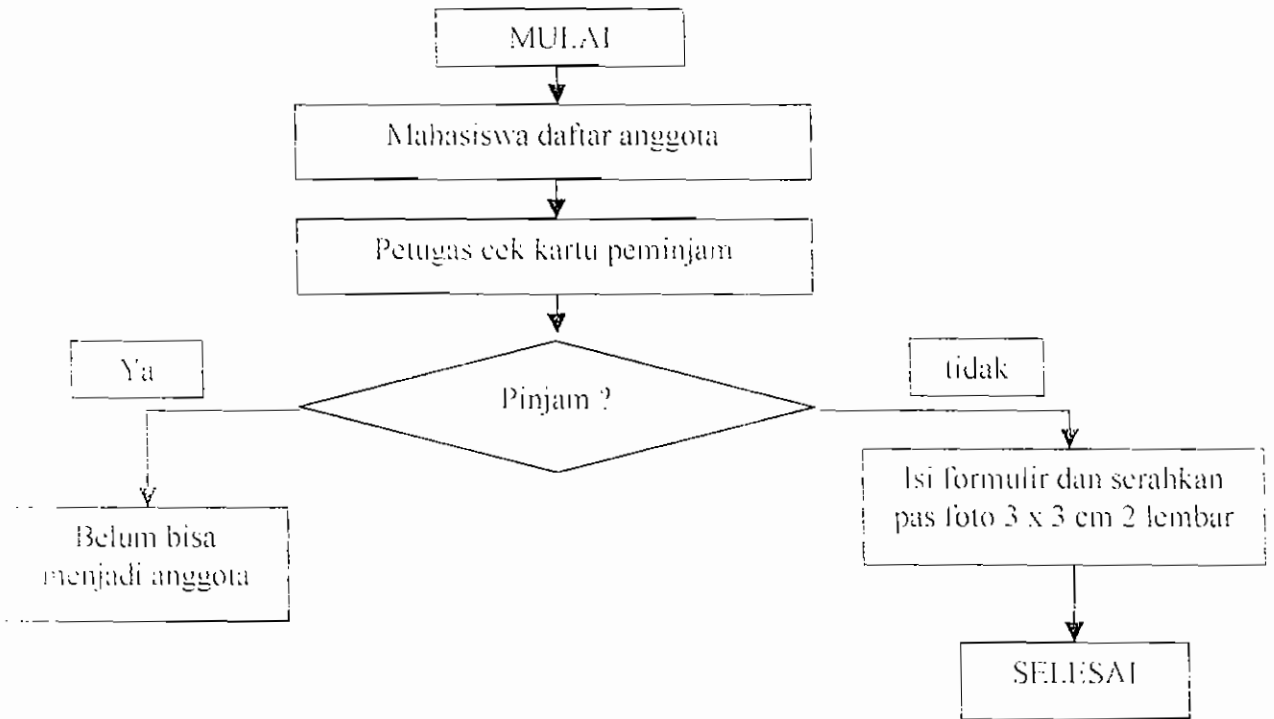 MULAI
Mahasiswa daftar anggota
Petugas cek kartu peminjam
Ya
Pinjam ?
tidak
Isi formulir dan serahkan
pas foto 3 x 3 cm 2 lembar
Belum bisa
menjadi anggota
SELESAI